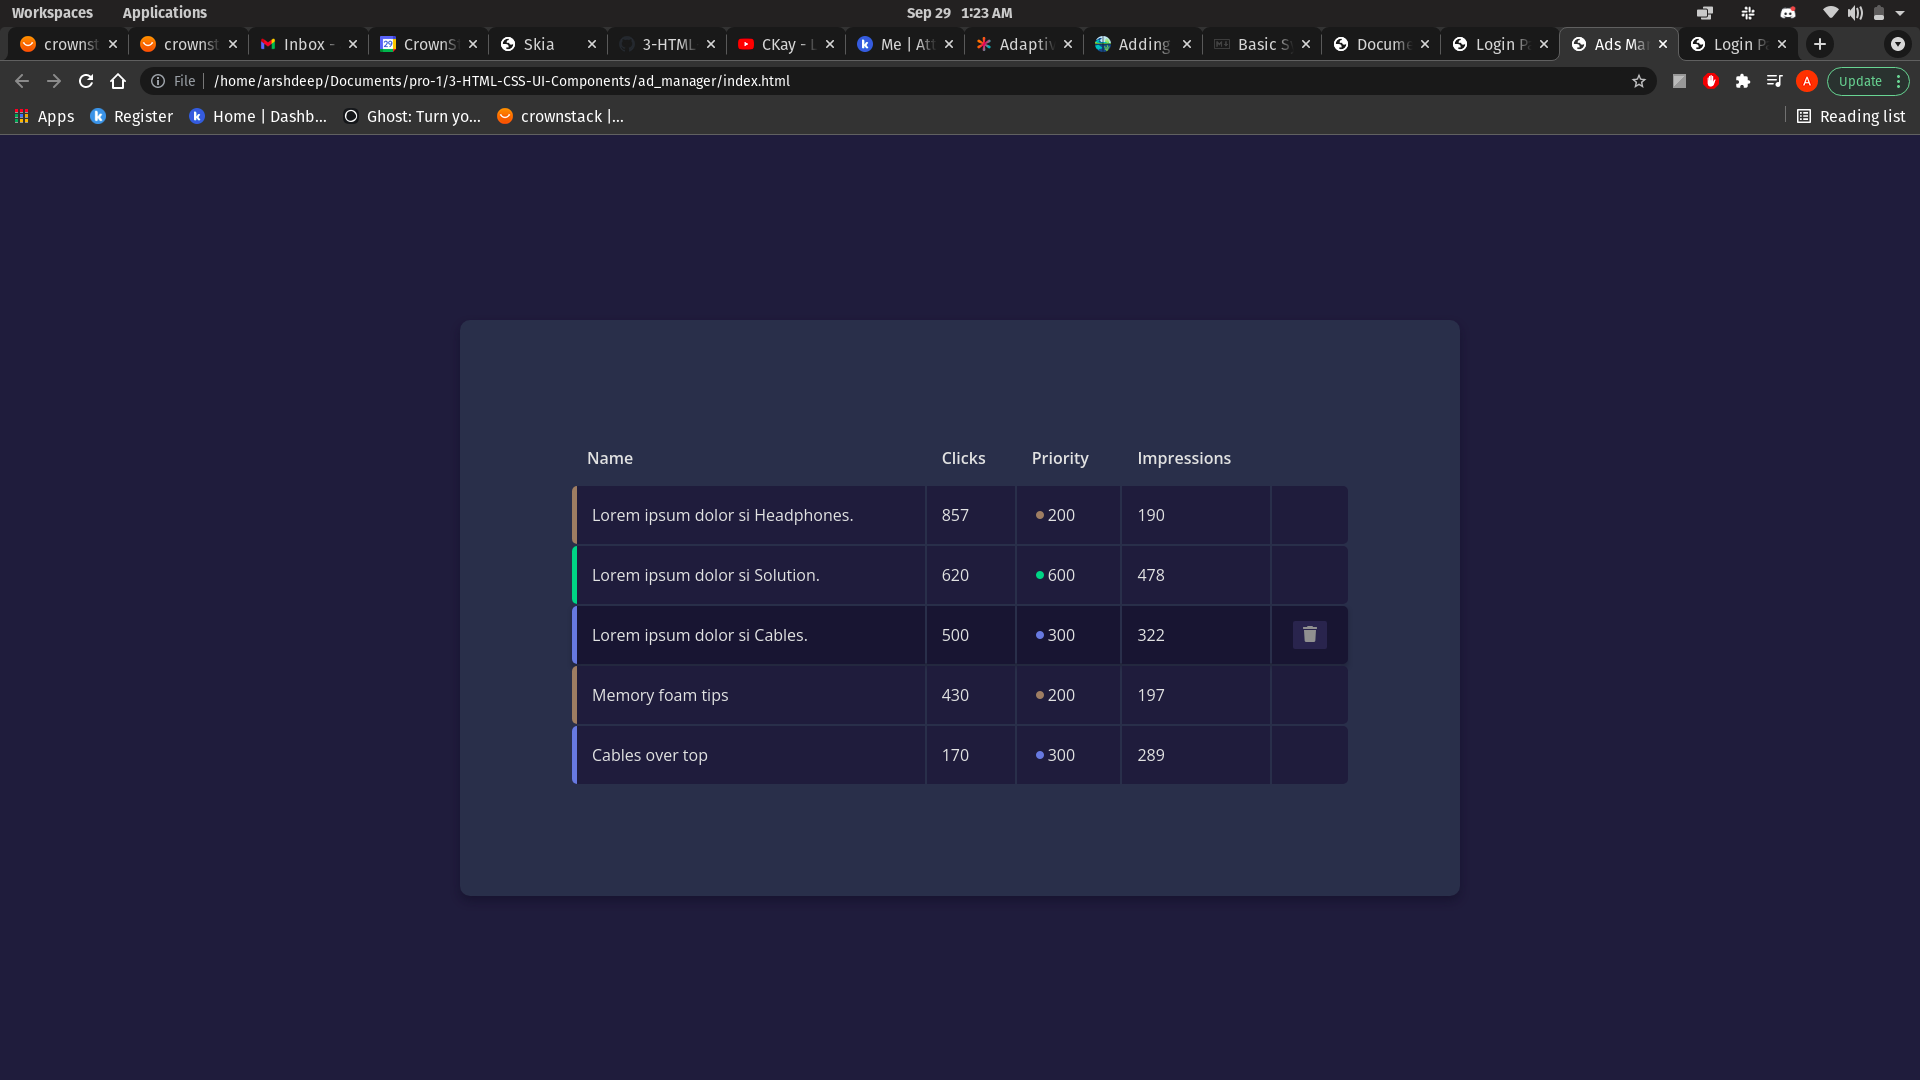 Workspaces Applications Sep 29 1:23 AM
crownst crownst Inbox - CrownS Skia 3-HTML CKay - L Me | Att Adaptiv Adding Basic S Docume Login P Ads Ma Login P
File /home/arshdeep/Documents/pro-1/3-HTML-CSS-UI-Components/ad_manager/index.html A Update
Apps Register Home | Dashb... Ghost: Turn yo... crownstack |... Reading list
Name Clicks Priority Impressions
Lorem ipsum dolor si Headphones. 857 200 190
Lorem ipsum dolor si Solution. 620 600 478
Lorem ipsum dolor si Cables. 500 300 322
Memory foam tips 430 200 197
Cables over top 170 300 289